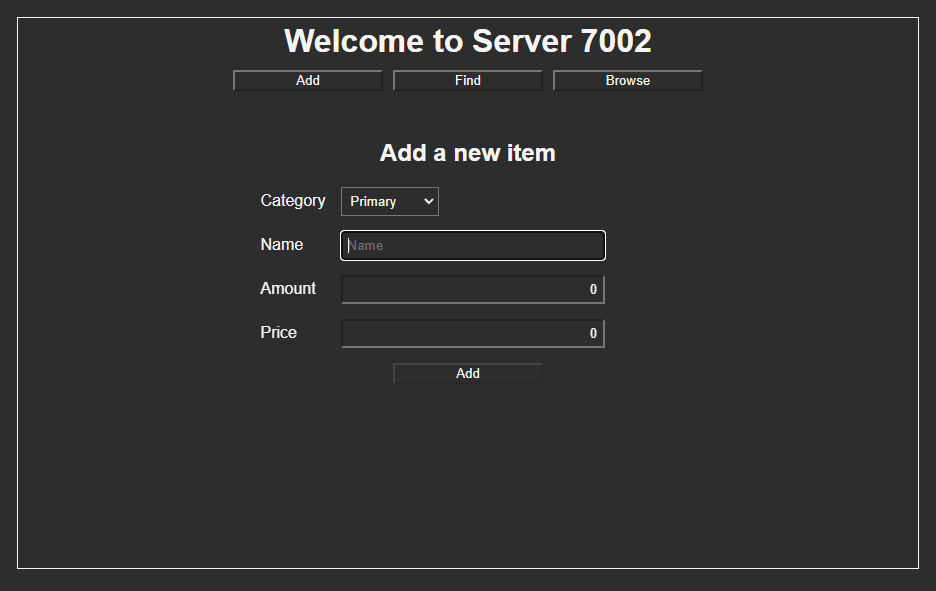 Welcome to Server 7002
Add Find Browse
Add a new item
Category Primary
Name Name
Amount 0
Price 0
Add